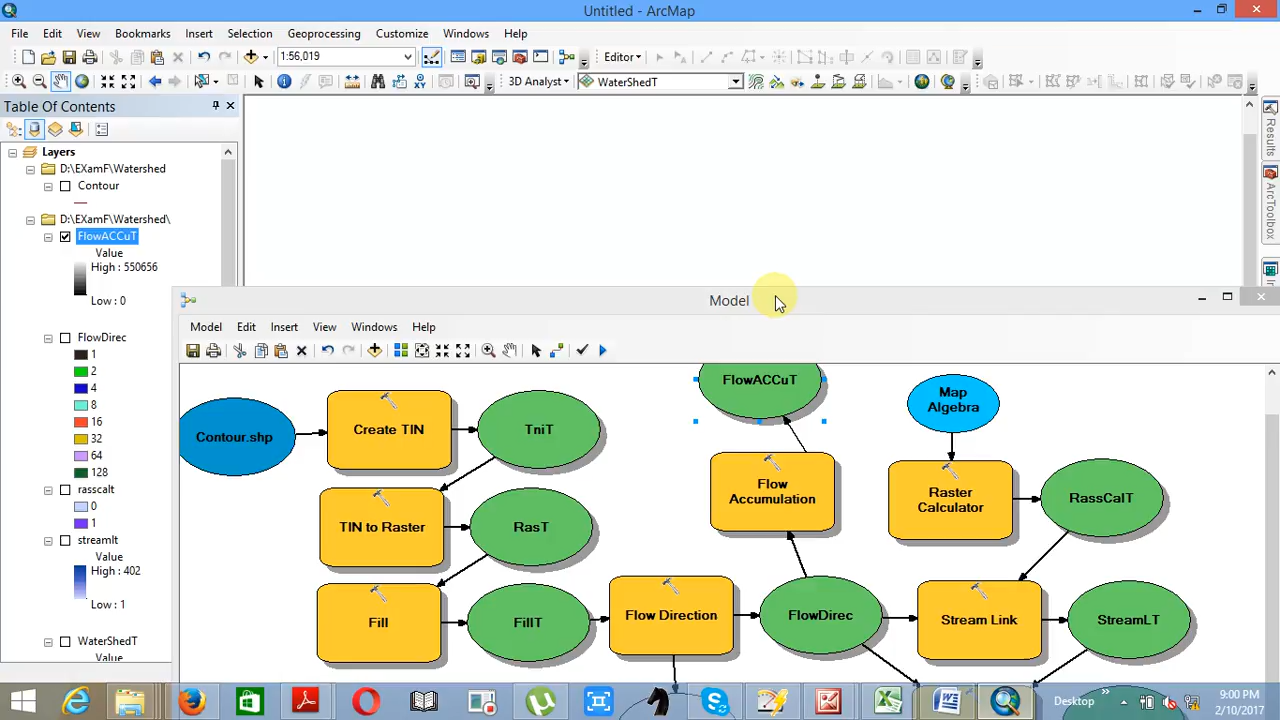 Untitled - ArcMap
File Edit View Bookmarks Insert Selection Geoprocessing Customize Windows Help
1:56,019 Editor
3D Analyst WaterShedT
Table Of Contents
Layers
D:\EXamF\Watershed
Contour
D:\EXamF\Watershed\
FlowACCuT
Value
High : 550656
Low : 0
FlowDirec
1
2
4
8
16
32
64
128
rasscalt
0
1
streamlt
Value
High : 402
Low : 1
WaterShedT
Value
Results
ArcToolbox
Model
Model Edit Insert View Windows Help
FlowACCuT
Map
Algebra
Contour.shp
Create TIN
TniT
Flow
Accumulation
Raster
Calculator
RassCalT
TIN to Raster
RasT
Fill
FillT
Flow Direction
FlowDirec
Stream Link
StreamLT
Desktop
9:00 PM
2/10/2017